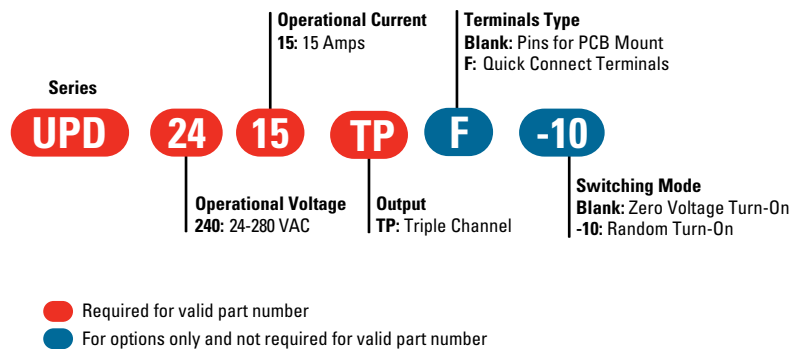 Operational Current
15: 15 Amps
Terminals Type
Blank: Pins for PCB Mount
F: Quick Connect Terminals
Series
UPD 24 15 TP F -10
Operational Voltage
240: 24-280 VAC
Output
TP: Triple Channel
Switching Mode
Blank: Zero Voltage Turn-On
-10: Random Turn-On
Required for valid part number
For options only and not required for valid part number